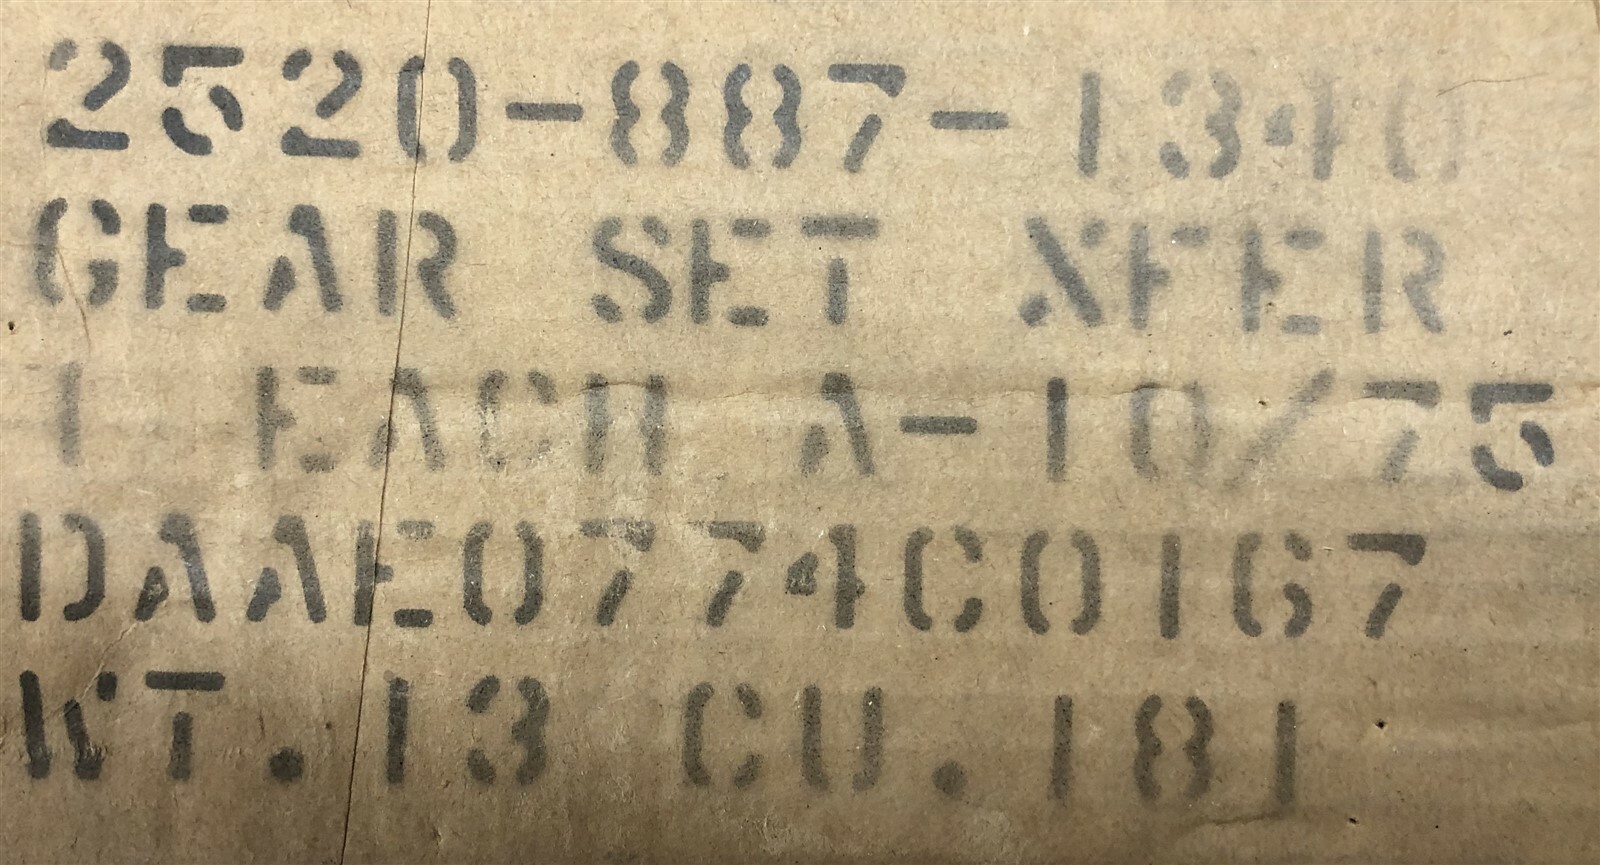 2520-887-1340
GEAR SET XFER
1 EACH A-10/75
DAAE0774C0167
WT.13 CU.181